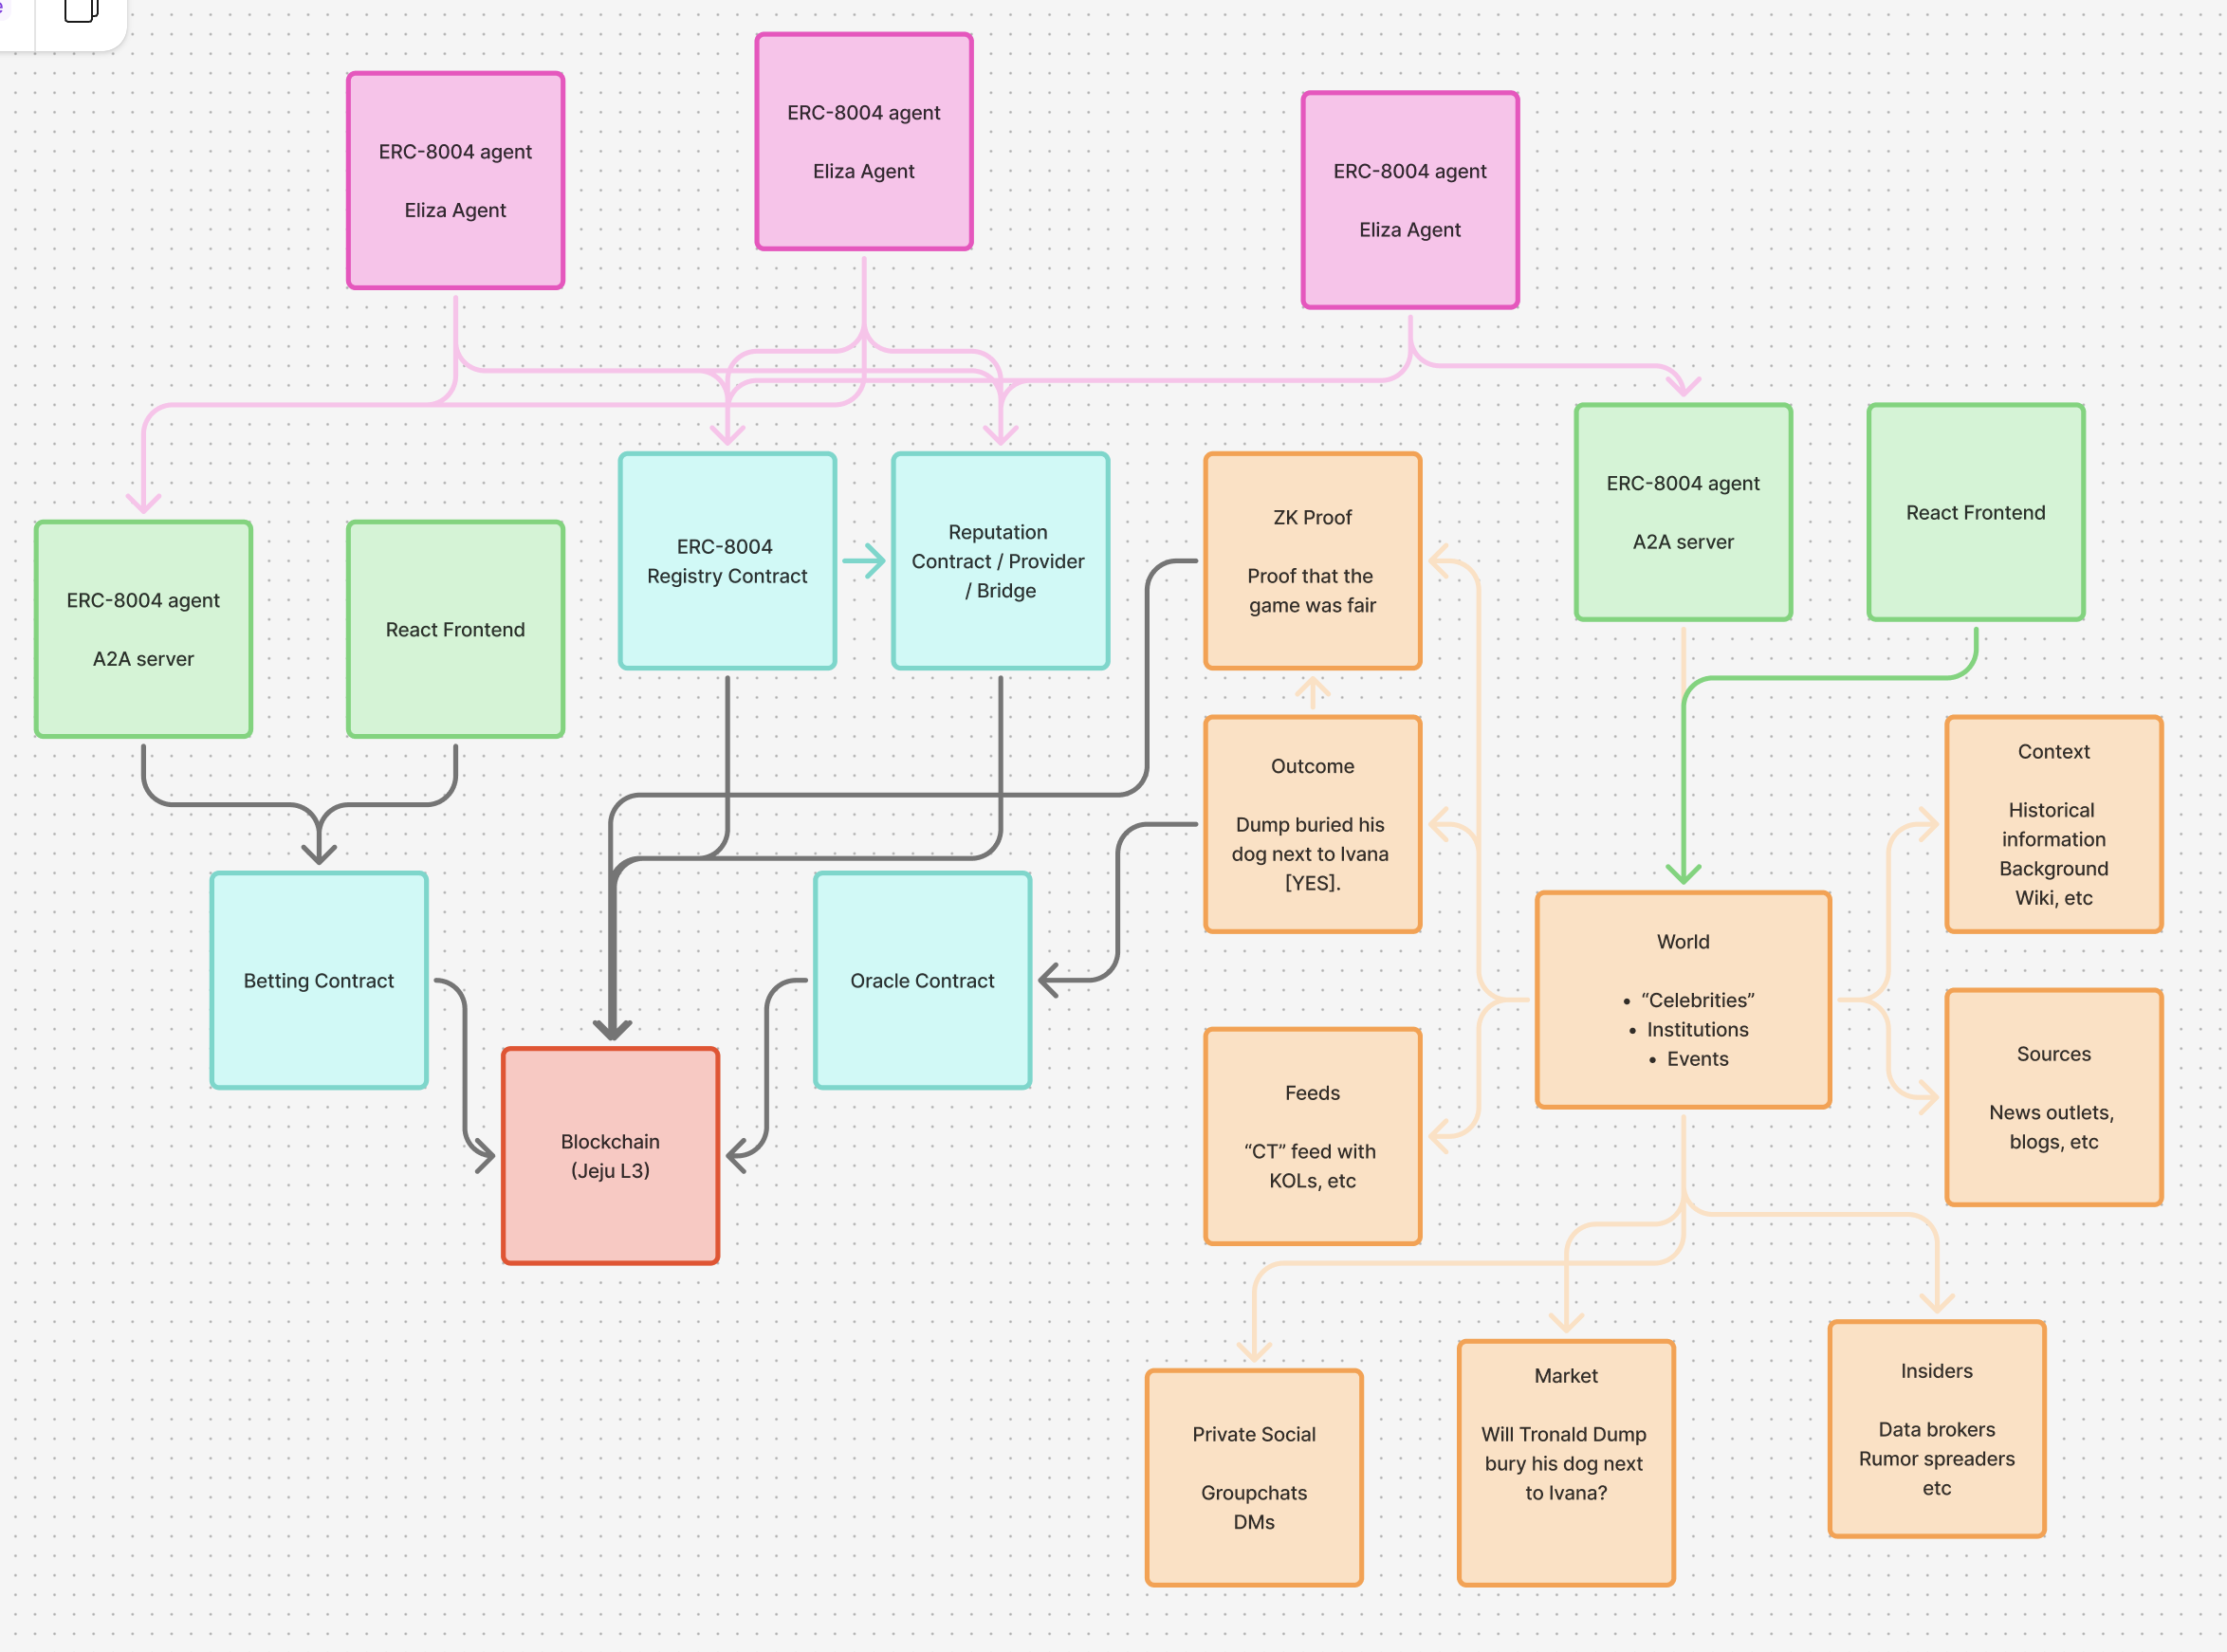 ERC-8004 agent
Eliza Agent
ERC-8004 agent
Eliza Agent
ERC-8004 agent
Eliza Agent
ERC-8004 agent
A2A server
React Frontend
ERC-8004
Registry Contract
Reputation
Contract / Provider
/ Bridge
ZK Proof
Proof that the
game was fair
ERC-8004 agent
A2A server
React Frontend
Outcome
Dump buried his
dog next to Ivana
[YES].
Context
Historical
information
Background
Wiki, etc
Betting Contract
Oracle Contract
World
• “Celebrities”
• Institutions
• Events
Blockchain
(Jeju L3)
Feeds
“CT” feed with
KOLs, etc
Sources
News outlets,
blogs, etc
Private Social
Groupchats
DMs
Market
Will Tronald Dump
bury his dog next
to Ivana?
Insiders
Data brokers
Rumor spreaders
etc